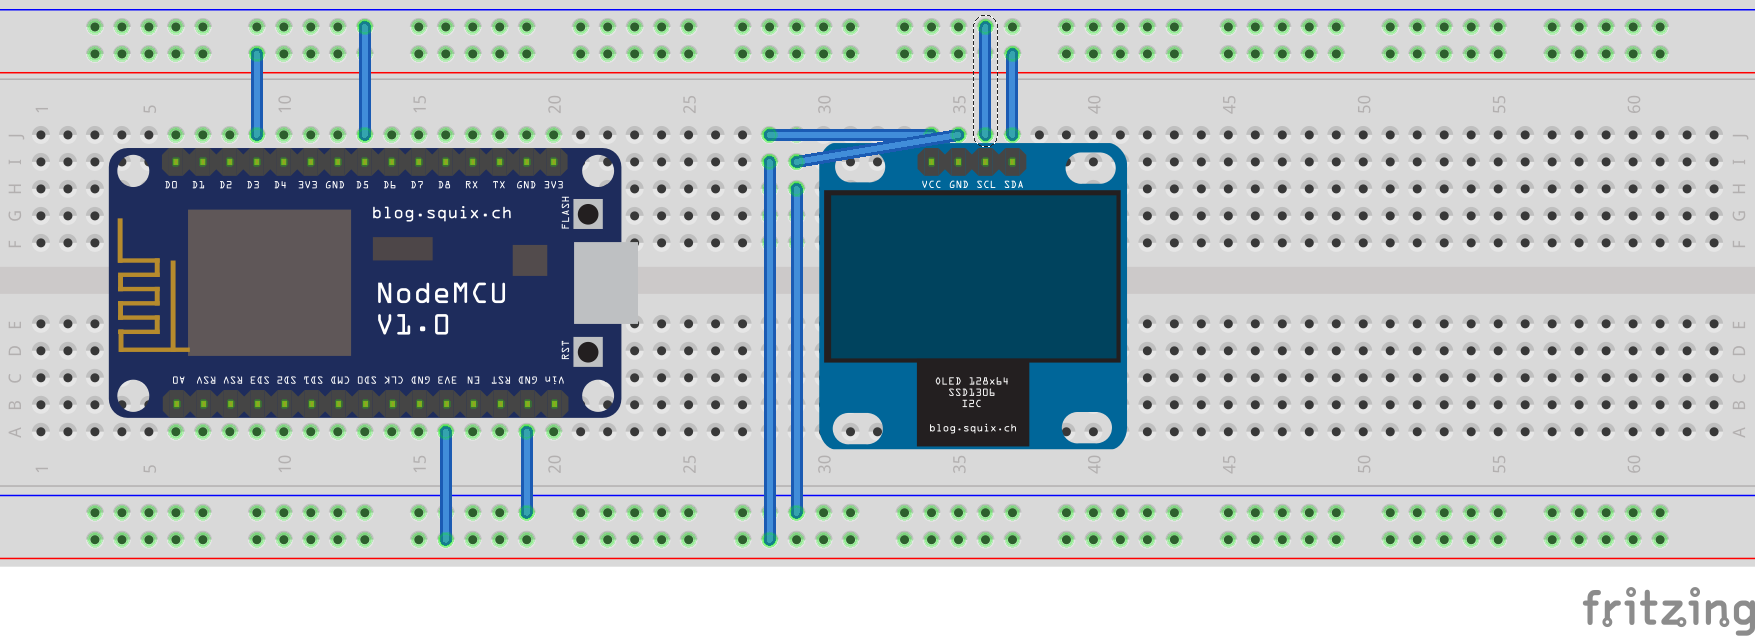 1 5 10 15 20 25 30 35 40 45 50 55 60
J J
I I
H H
G G
F F
D0 D1 D2 D3 D4 3V3 GND D5 D6 D7 D8 RX TX GND 3V3
FLASH
blog.squix.ch
NodeMCU
V1.0
RST
A0 RSV RSV SD3 SD2 SD1 CMD SD0 CLK GND 3V3 EN RST GND Vin
VCC GND SCL SDA
OLED 128x64
SSD1306
I2C
blog.squix.ch
E E
D D
C C
B B
A A
1 5 10 15 20 25 30 35 40 45 50 55 60
fritzing